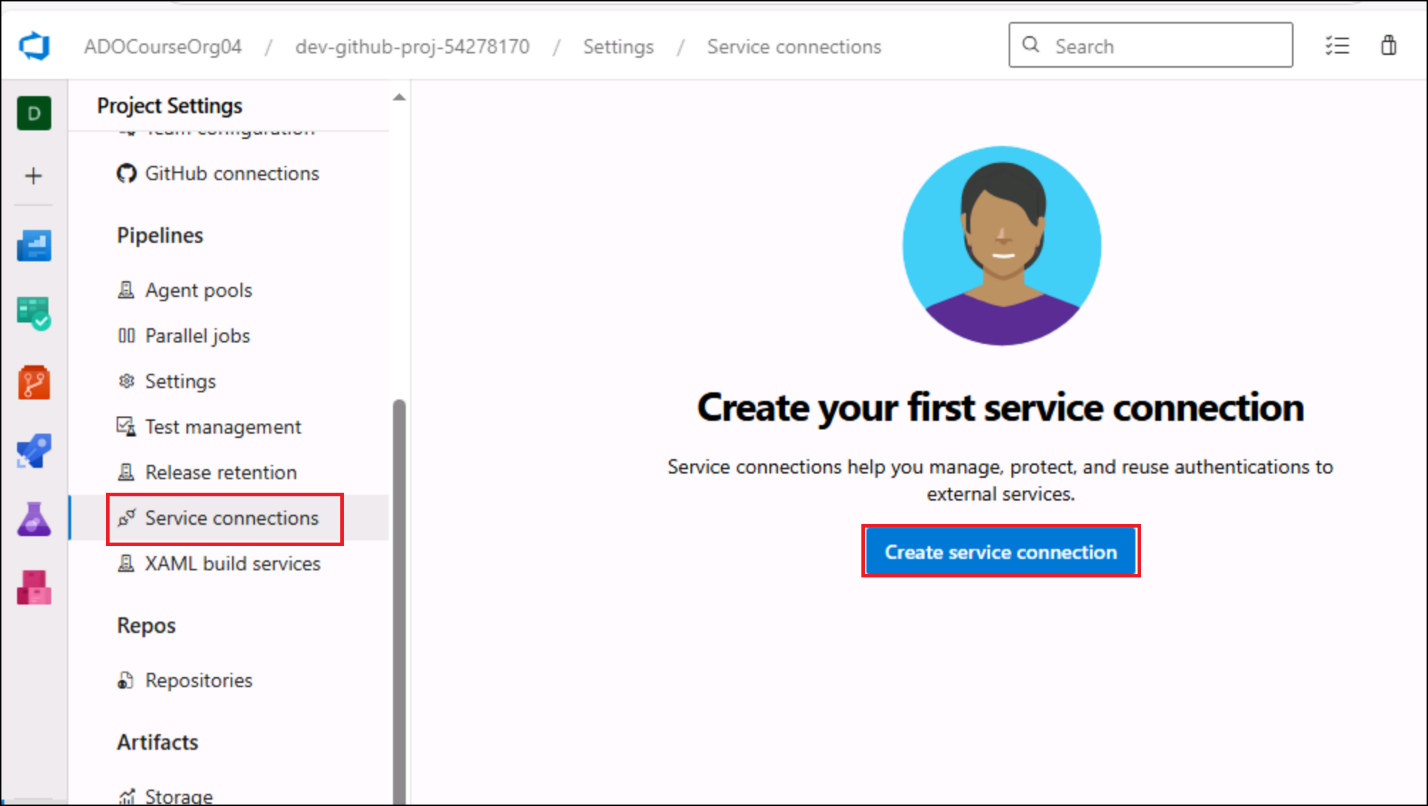 ADOCourseOrg04 / dev-github-proj-54278170 / Settings / Service connections
Search
D
Project Settings
Team configuration
GitHub connections
Pipelines
Agent pools
Parallel jobs
Settings
Test management
Release retention
Service connections
XAML build services
Repos
Repositories
Artifacts
Storage
Create your first service connection
Service connections help you manage, protect, and reuse authentications to
external services.
Create service connection